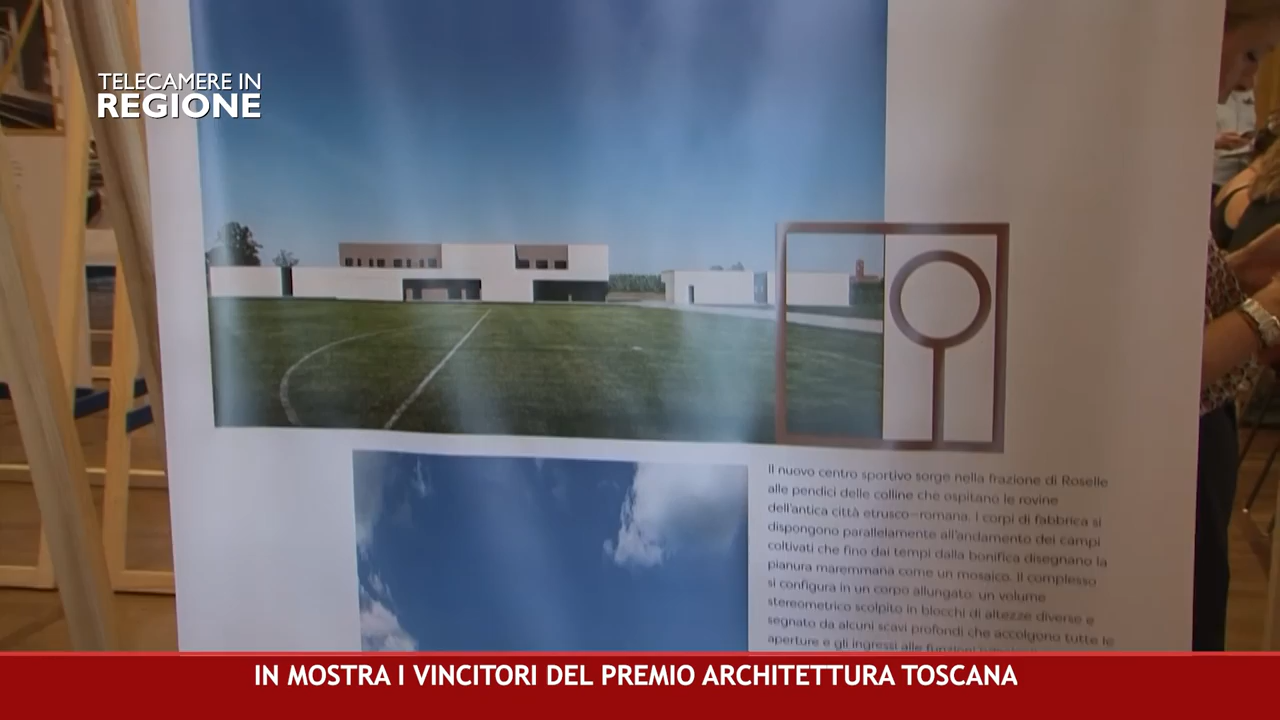 TELECAMERE IN
REGIONE
Il nuovo centro sportivo sorge nella frazione di Roselle
alle pendici delle colline che ospitano le rovine
dell'antica città etrusco-romana. I corpi di fabbrica si
dispongono parallelamente all'andamento dei campi
coltivati che fino dai tempi dalla bonifica disegnano la
pianura maremmana come un mosaico. Il complesso
si configura in un corpo allungato: un volume
stereometrico scolpito in blocchi di altezze diverse e
segnato da alcuni scavi profondi che accolgono tutte le
aperture e gli ingressi alle funzioni
IN MOSTRA I VINCITORI DEL PREMIO ARCHITETTURA TOSCANA